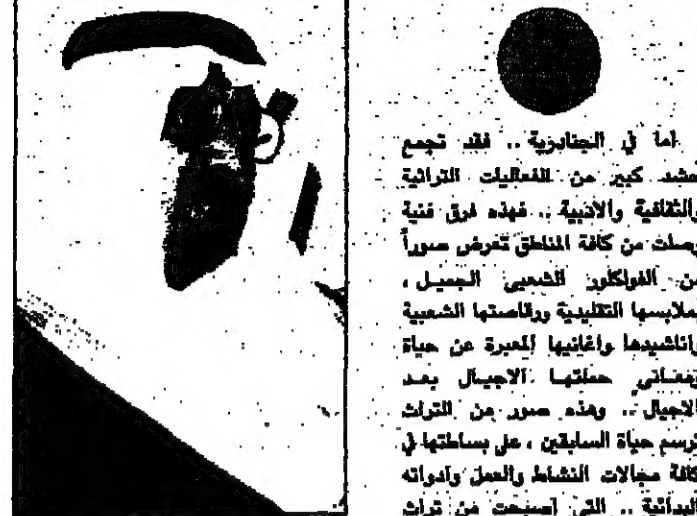 اما في الجنادرية .. فقد تجمع
حشد كبير من الفعاليات التراثية
والثقافية والادبية .. فهذه فرق فنية
وصلت من كافة المناطق تعرض صوراً
من الفولكلور الشعبي الجميل ،
بملابسها التقليدية ورقصتها الشعبية
واناشيدها واغانيها المعبرة عن حياة
ومعاني حملتها الاجيال بعد
الاجيال .. وهذه صور من التراث
ترسم حياة السابقين ، على بساطتها في
كافة مجالات النشاط والعمل وادواته
البدائية .. التي اصبحت من تراث